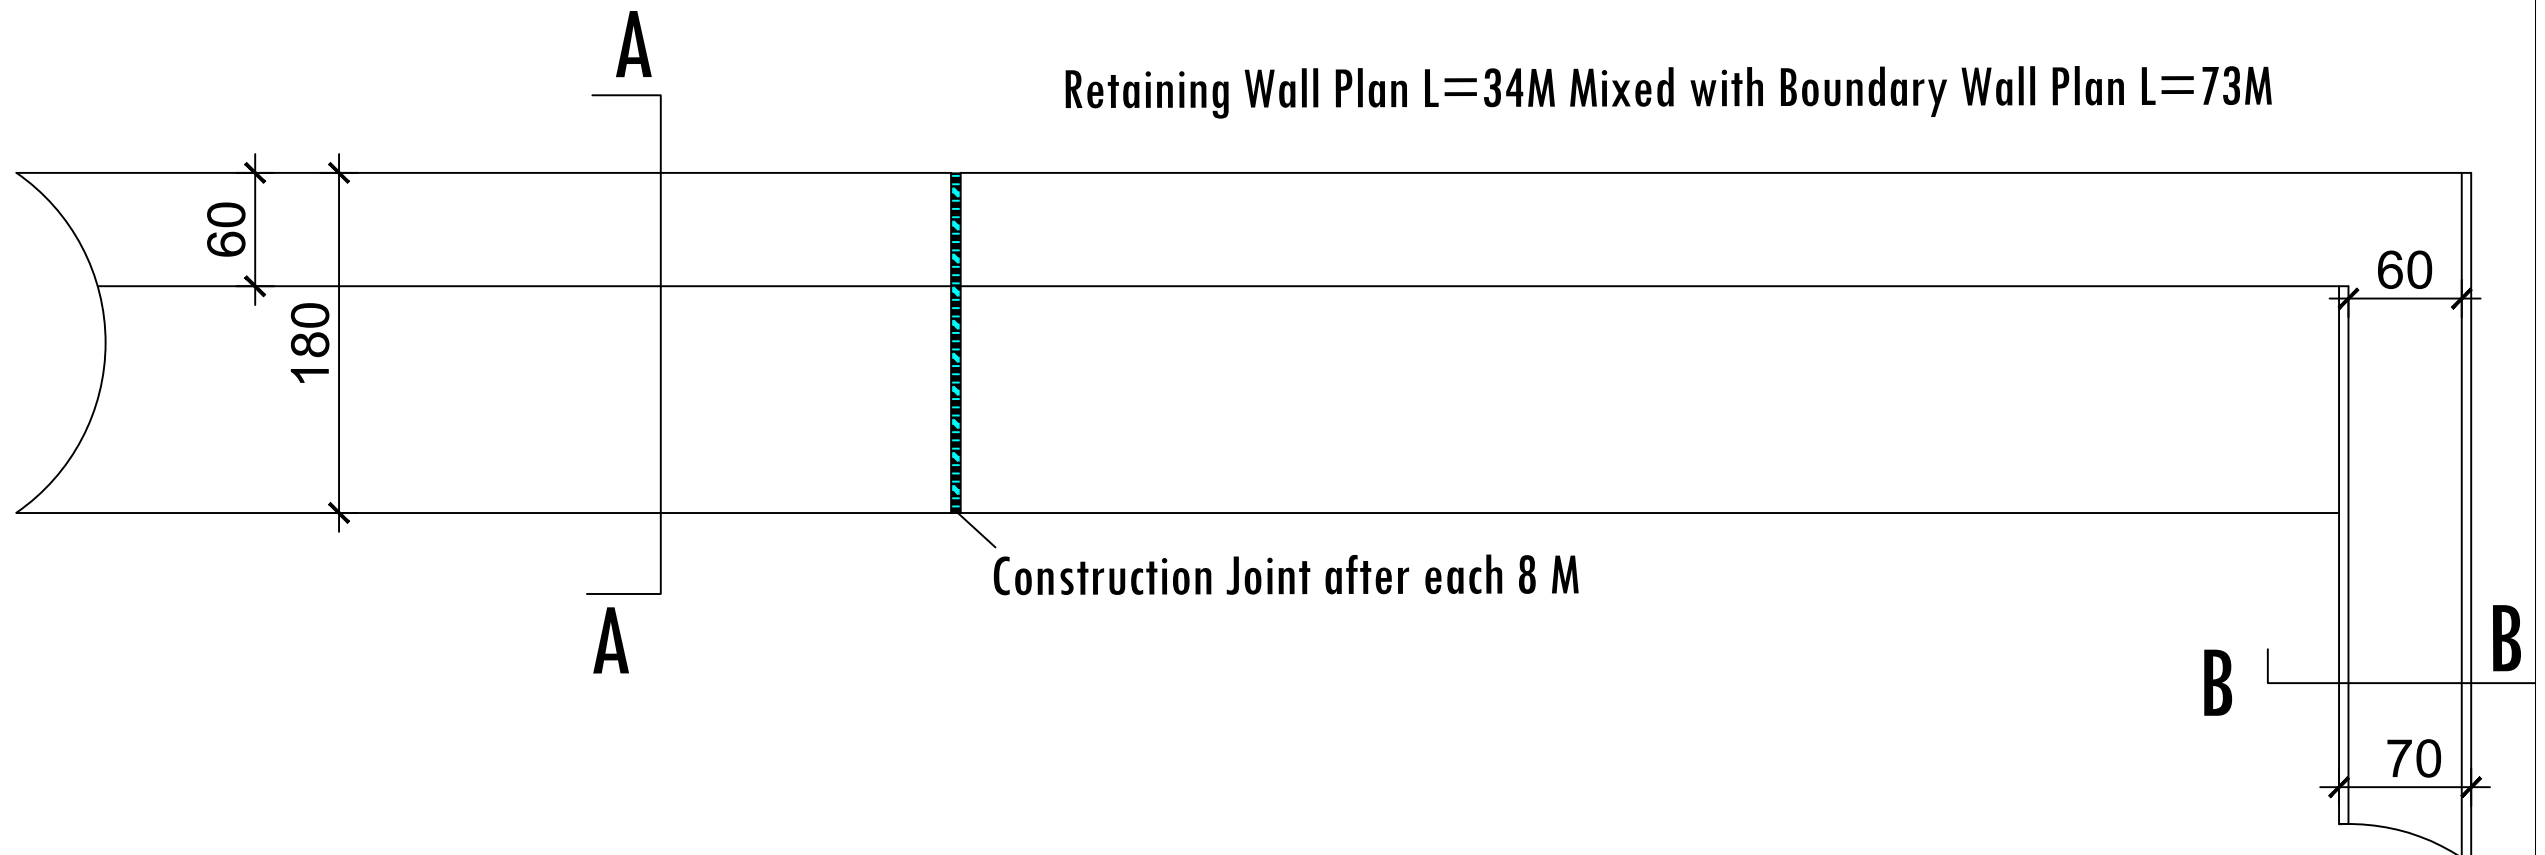 A
Retaining Wall Plan L=34M Mixed with Boundary Wall Plan L=73M
60
180
60
Construction Joint after each 8 M
A
B
B
70